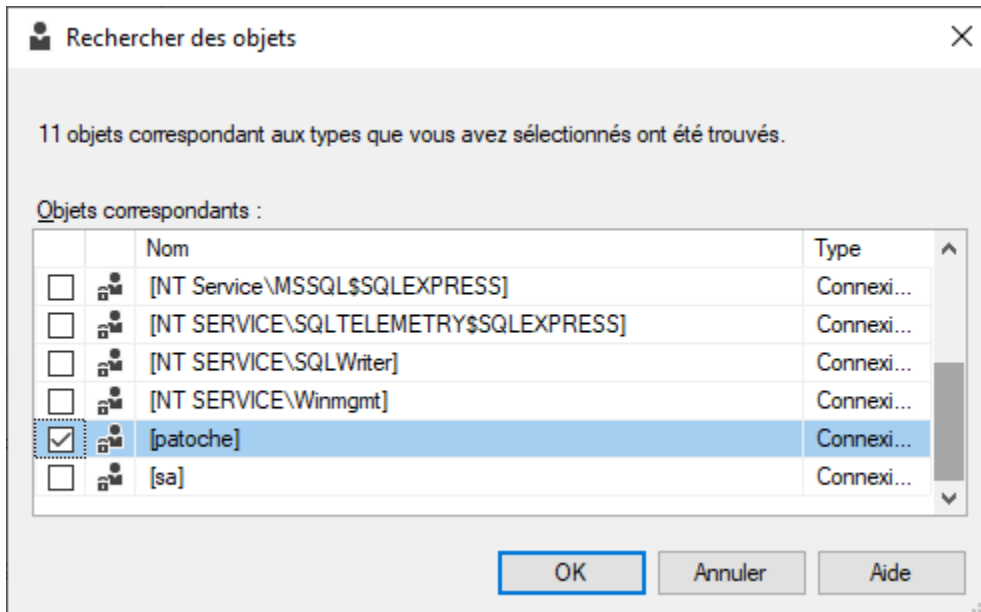 Rechercher des objets
11 objets correspondant aux types que vous avez sélectionnés ont été trouvés.
Objets correspondants :
Nom Type
[NT Service\MSSQL$SQLEXPRESS] Connexi...
[NT SERVICE\SQLTELEMETRY$SQLEXPRESS] Connexi...
[NT SERVICE\SQLWriter] Connexi...
[NT SERVICE\Winmgmt] Connexi...
[patoche] Connexi...
[sa] Connexi...
OK Annuler Aide